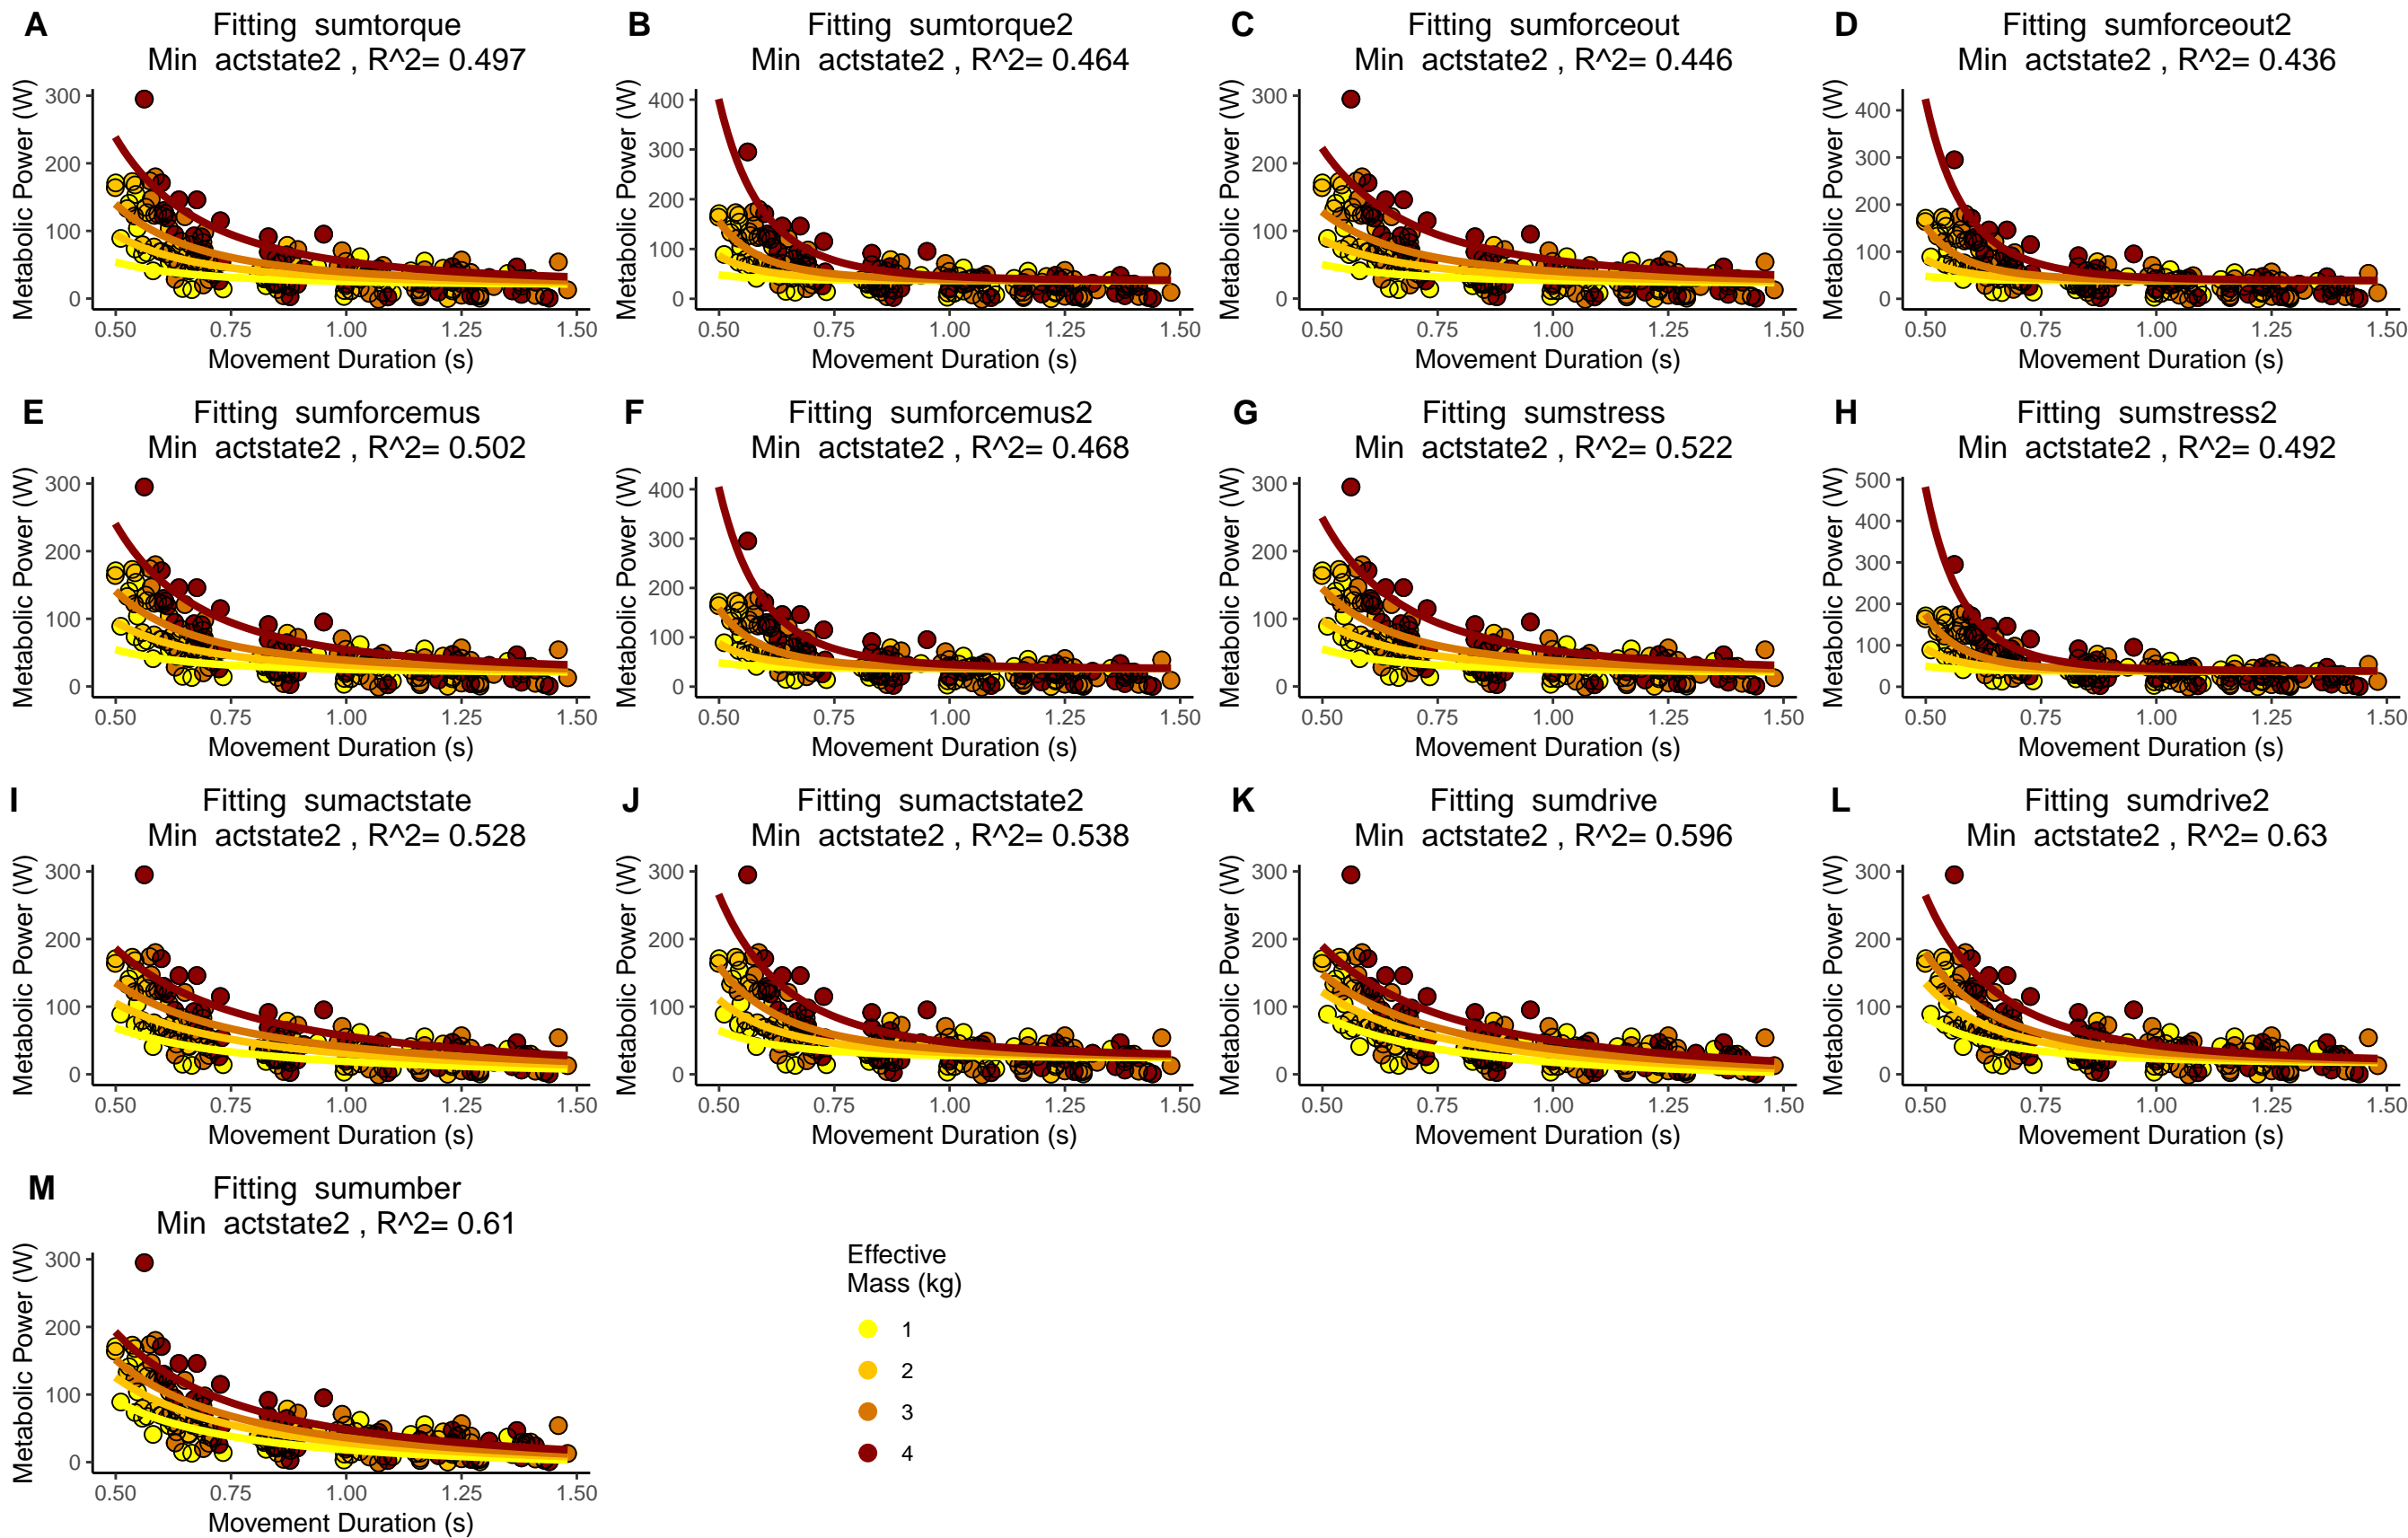 A Fitting sumtorque
Min actstate2 , R^2= 0.497
300
200
100
0
Metabolic Power (W)
0.50 0.75 1.00 1.25 1.50
Movement Duration (s)
B Fitting sumtorque2
Min actstate2 , R^2= 0.464
400
300
200
100
0
Metabolic Power (W)
0.50 0.75 1.00 1.25 1.50
Movement Duration (s)
C Fitting sumforceout
Min actstate2 , R^2= 0.446
300
200
100
0
Metabolic Power (W)
0.50 0.75 1.00 1.25 1.50
Movement Duration (s)
D Fitting sumforceout2
Min actstate2 , R^2= 0.436
400
300
200
100
0
Metabolic Power (W)
0.50 0.75 1.00 1.25 1.50
Movement Duration (s)
E Fitting sumforcemus
Min actstate2 , R^2= 0.502
300
200
100
0
Metabolic Power (W)
0.50 0.75 1.00 1.25 1.50
Movement Duration (s)
F Fitting sumforcemus2
Min actstate2 , R^2= 0.468
400
300
200
100
0
Metabolic Power (W)
0.50 0.75 1.00 1.25 1.50
Movement Duration (s)
G Fitting sumstress
Min actstate2 , R^2= 0.522
300
200
100
0
Metabolic Power (W)
0.50 0.75 1.00 1.25 1.50
Movement Duration (s)
H Fitting sumstress2
Min actstate2 , R^2= 0.492
500
400
300
200
100
0
Metabolic Power (W)
0.50 0.75 1.00 1.25 1.50
Movement Duration (s)
I Fitting sumactstate
Min actstate2 , R^2= 0.528
300
200
100
0
Metabolic Power (W)
0.50 0.75 1.00 1.25 1.50
Movement Duration (s)
J Fitting sumactstate2
Min actstate2 , R^2= 0.538
300
200
100
0
Metabolic Power (W)
0.50 0.75 1.00 1.25 1.50
Movement Duration (s)
K Fitting sumdrive
Min actstate2 , R^2= 0.596
300
200
100
0
Metabolic Power (W)
0.50 0.75 1.00 1.25 1.50
Movement Duration (s)
L Fitting sumdrive2
Min actstate2 , R^2= 0.63
300
200
100
0
Metabolic Power (W)
0.50 0.75 1.00 1.25 1.50
Movement Duration (s)
M Fitting sumumber
Min actstate2 , R^2= 0.61
300
200
100
0
Metabolic Power (W)
0.50 0.75 1.00 1.25 1.50
Movement Duration (s)
Effective
Mass (kg)
1
2
3
4